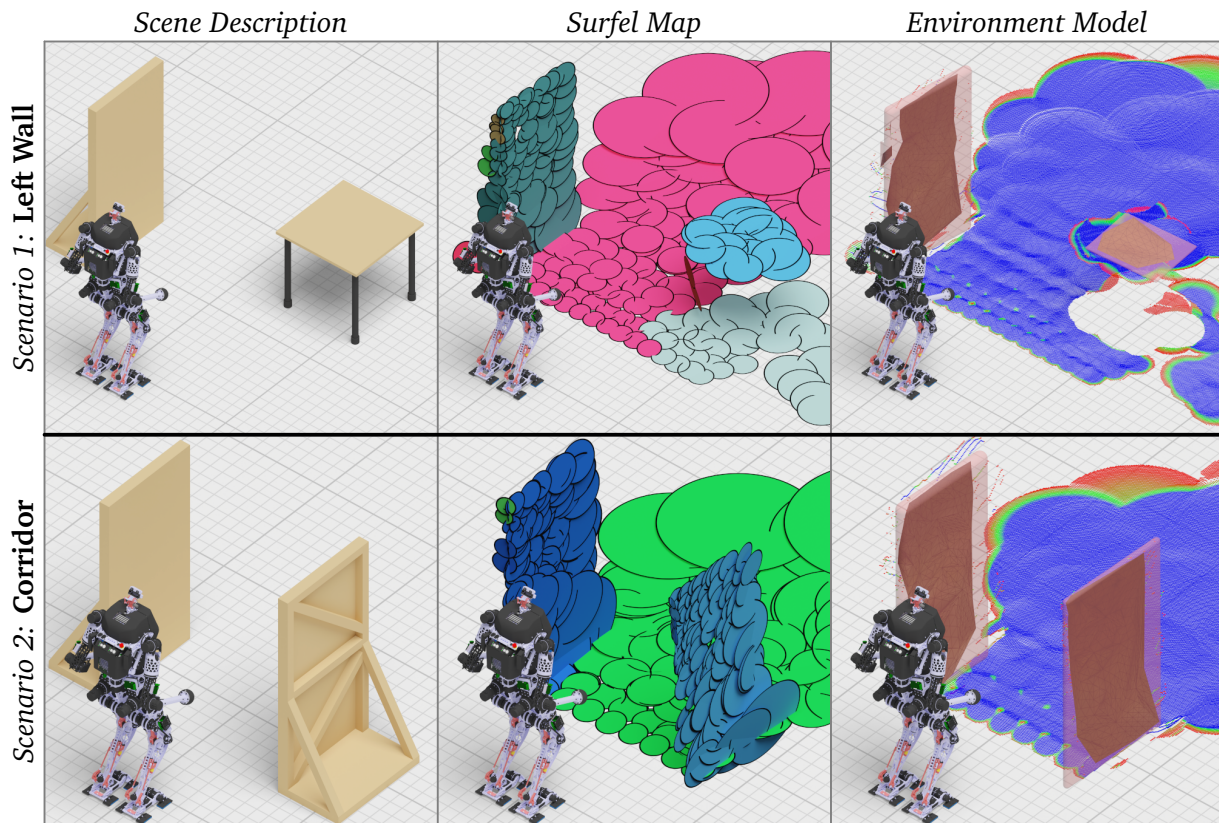 Scene Description
Surfel Map
Environment Model
Scenario 1: Left Wall
Scenario 2: Corridor